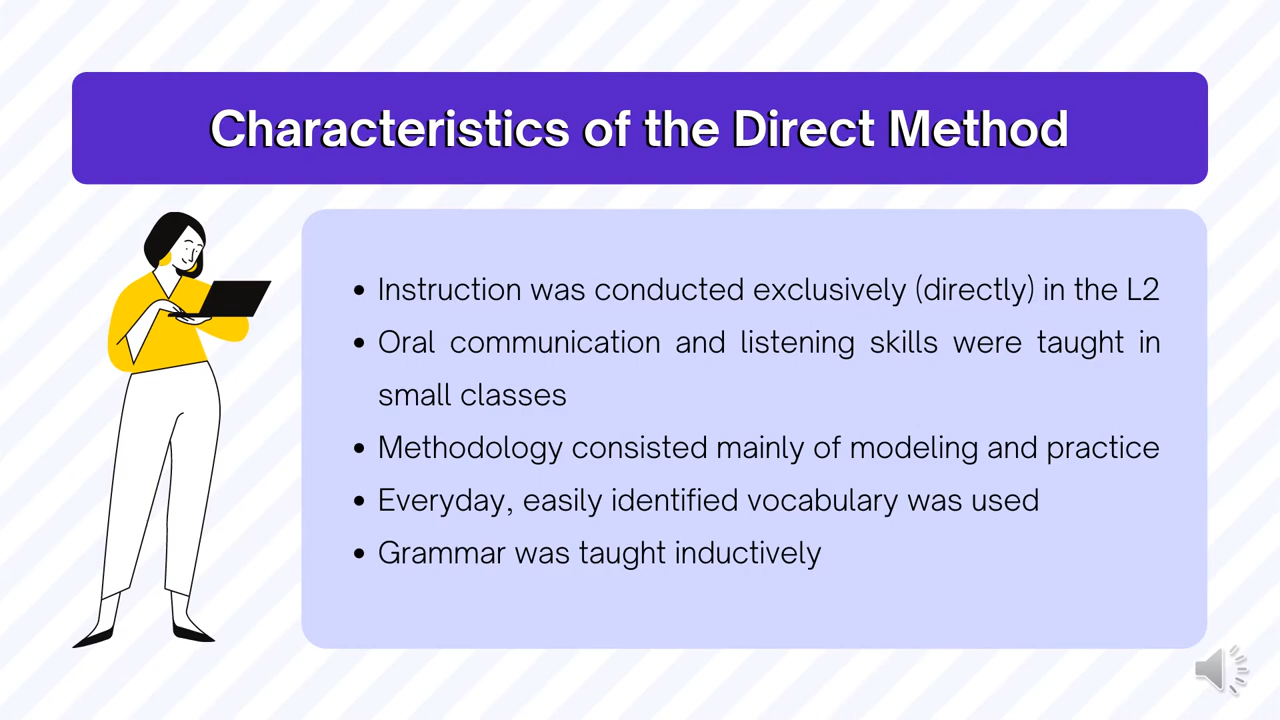 Characteristics of the Direct Method
• Instruction was conducted exclusively (directly) in the L2
• Oral communication and listening skills were taught in
small classes
• Methodology consisted mainly of modeling and practice
• Everyday, easily identified vocabulary was used
• Grammar was taught inductively